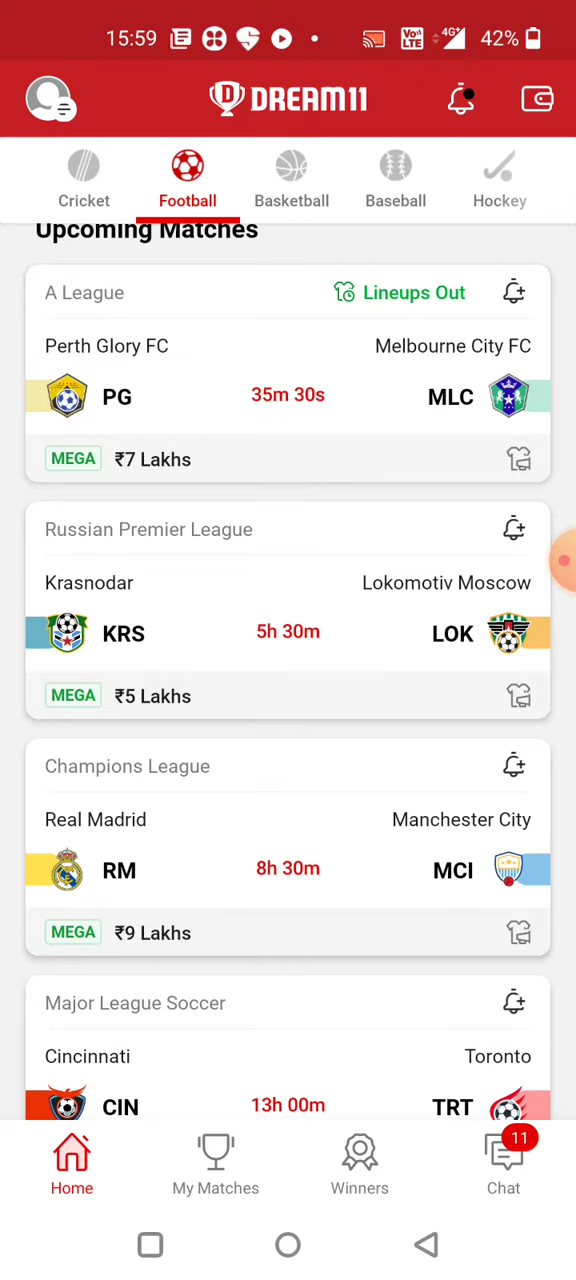 15:59 VoLTE 4G+ 42%
DREAM11
Cricket Football Basketball Baseball Hockey
Upcoming Matches
A League Lineups Out
Perth Glory FC Melbourne City FC
PG 35m 30s MLC
MEGA ₹7 Lakhs
Russian Premier League
Krasnodar Lokomotiv Moscow
KRS 5h 30m LOK
MEGA ₹5 Lakhs
Champions League
Real Madrid Manchester City
RM 8h 30m MCI
MEGA ₹9 Lakhs
Major League Soccer
Cincinnati Toronto
CIN 13h 00m TRT
11
Home My Matches Winners Chat